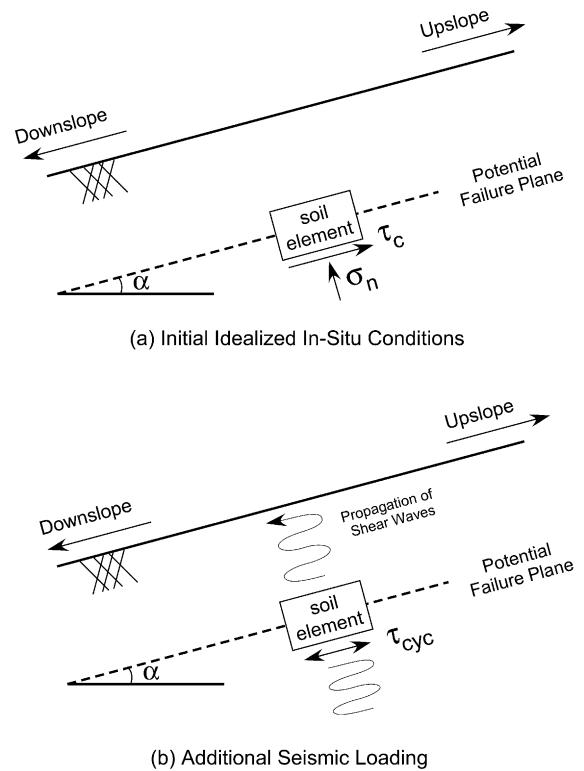 Upslope
Downslope
Potential
Failure Plane
soil
element
τc
σn
α
(a) Initial Idealized In-Situ Conditions
Upslope
Propagation of
Shear Waves
Downslope
Potential
Failure Plane
soil
element
τcyc
α
(b) Additional Seismic Loading